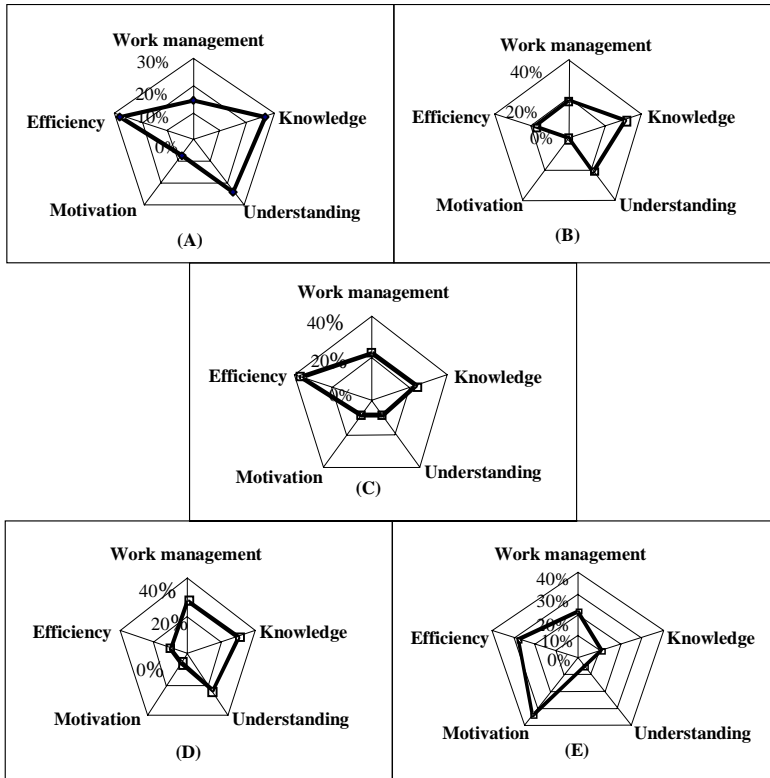 Work management
30%
20%
10%
0%
Efficiency
Knowledge
Motivation
Understanding
(A)
Work management
40%
20%
0%
Efficiency
Knowledge
Motivation
Understanding
(B)
Work management
40%
20%
0%
Efficiency
Knowledge
Motivation
Understanding
(C)
Work management
40%
20%
0%
Efficiency
Knowledge
Motivation
Understanding
(D)
Work management
40%
30%
20%
10%
0%
Efficiency
Knowledge
Motivation
Understanding
(E)